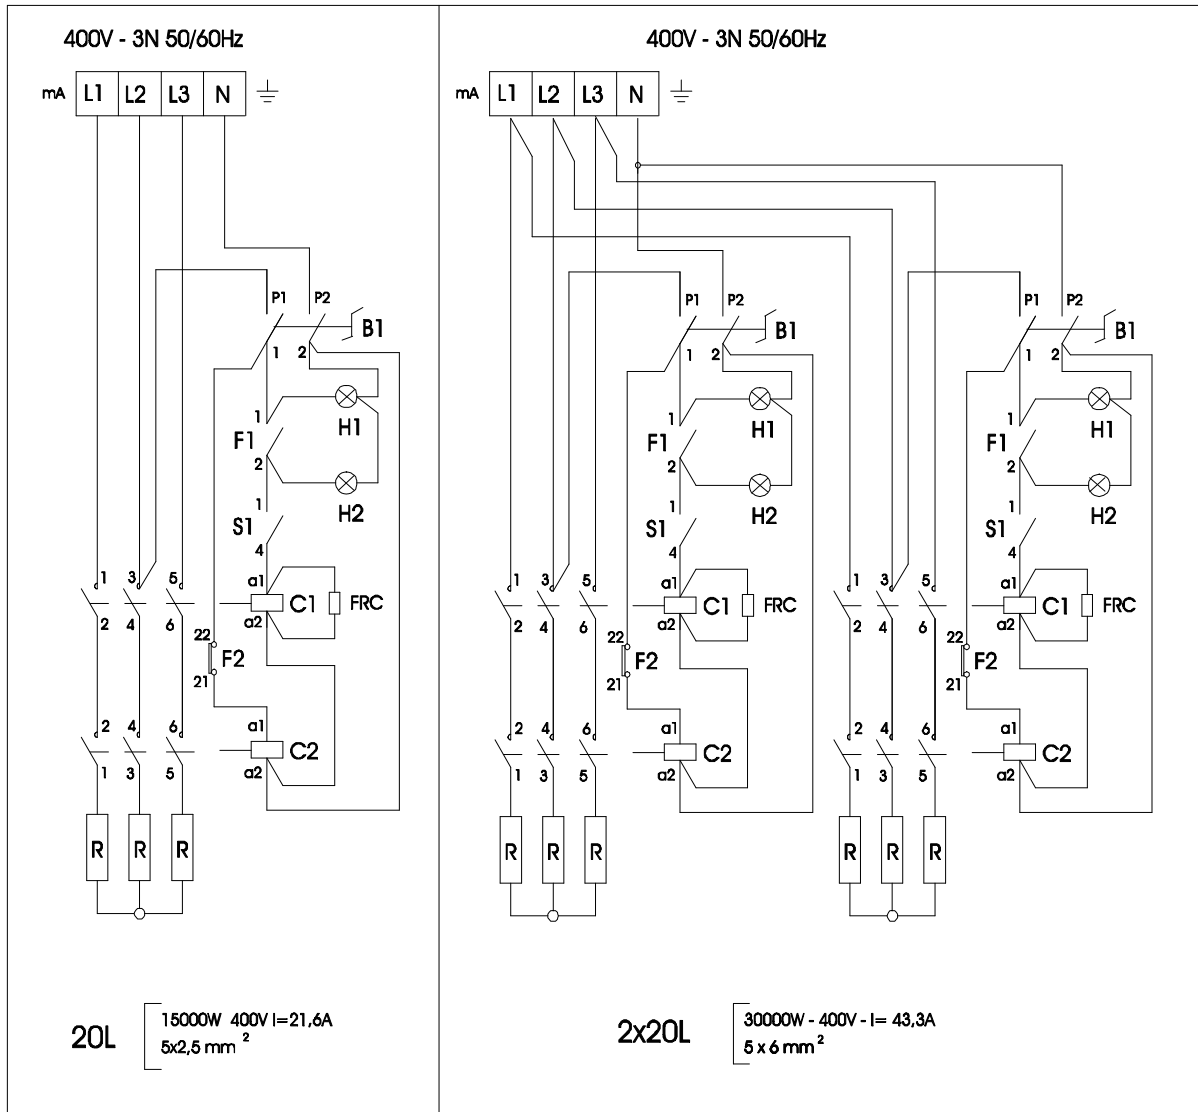 400V - 3N 50/60Hz
mA L1 L2 L3 N
P1 P2
B1
1 2
1
H1
F1
2
H2
1
S1
4
1 3 5
a1
C1 FRC
2 4 6
a2
22
F2
21
2 4 6
a1
C2
1 3 5
a2
R R R
20L
15000W 400V I=21,6A
5x2,5 mm²
400V - 3N 50/60Hz
mA L1 L2 L3 N
P1 P2
B1
1 2
1
H1
F1
2
H2
1
S1
4
1 3 5
a1
C1 FRC
2 4 6
a2
22
F2
21
2 4 6
a1
C2
1 3 5
a2
R R R
P1 P2
B1
1 2
1
H1
F1
2
H2
1
S1
4
1 3 5
a1
C1 FRC
2 4 6
a2
22
F2
21
2 4 6
a1
C2
1 3 5
a2
R R R
2x20L
30000W - 400V - I= 43,3A
5 x 6 mm²